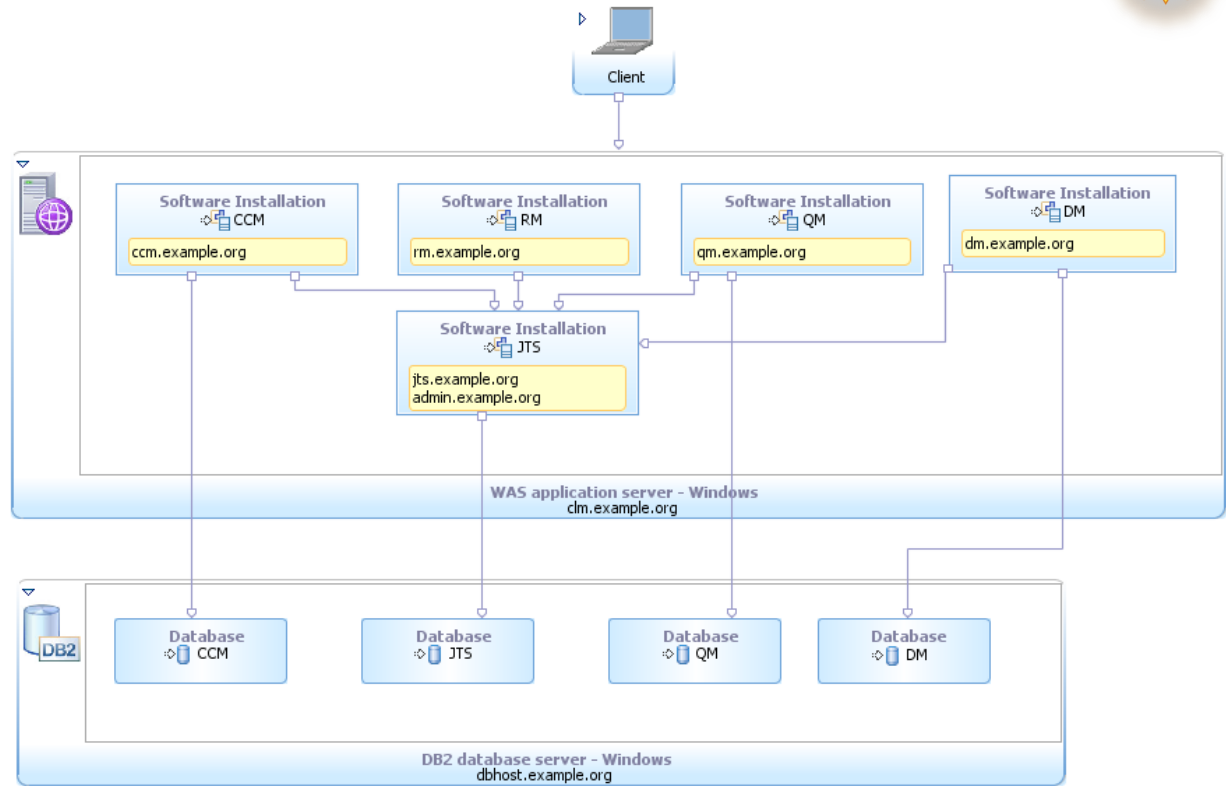 Client
Software Installation
CCM
ccm.example.org
Software Installation
RM
rm.example.org
Software Installation
QM
qm.example.org
Software Installation
DM
dm.example.org
Software Installation
JTS
jts.example.org
admin.example.org
WAS application server - Windows
clm.example.org
DB2
Database
CCM
Database
JTS
Database
QM
Database
DM
DB2 database server - Windows
dbhost.example.org